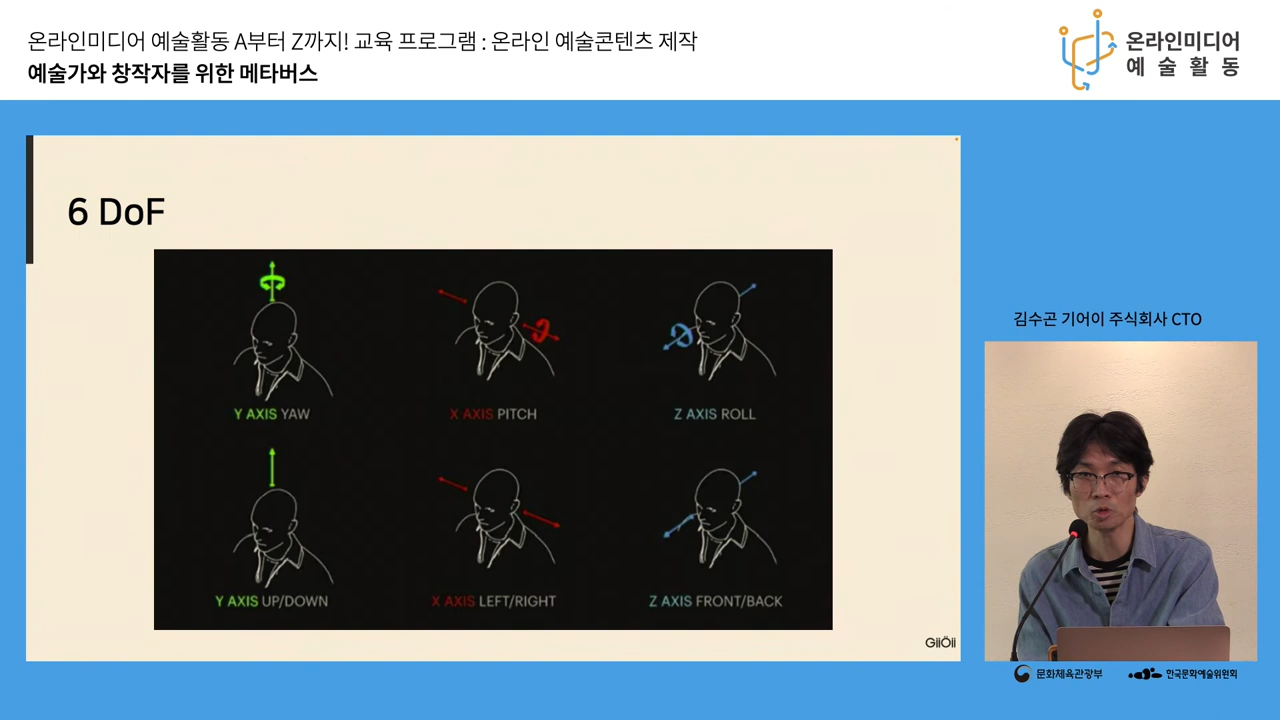 온라인미디어 예술활동 A부터 Z까지! 교육 프로그램 : 온라인 예술콘텐츠 제작
예술가와 창작자를 위한 메타버스
온라인미디어
예 술 활 동
6 DoF
Y AXIS YAW
X AXIS PITCH
Z AXIS ROLL
Y AXIS UP/DOWN
X AXIS LEFT/RIGHT
Z AXIS FRONT/BACK
GiiÖii
김수곤 기어이 주식회사 CTO
문화체육관광부
한국문화예술위원회